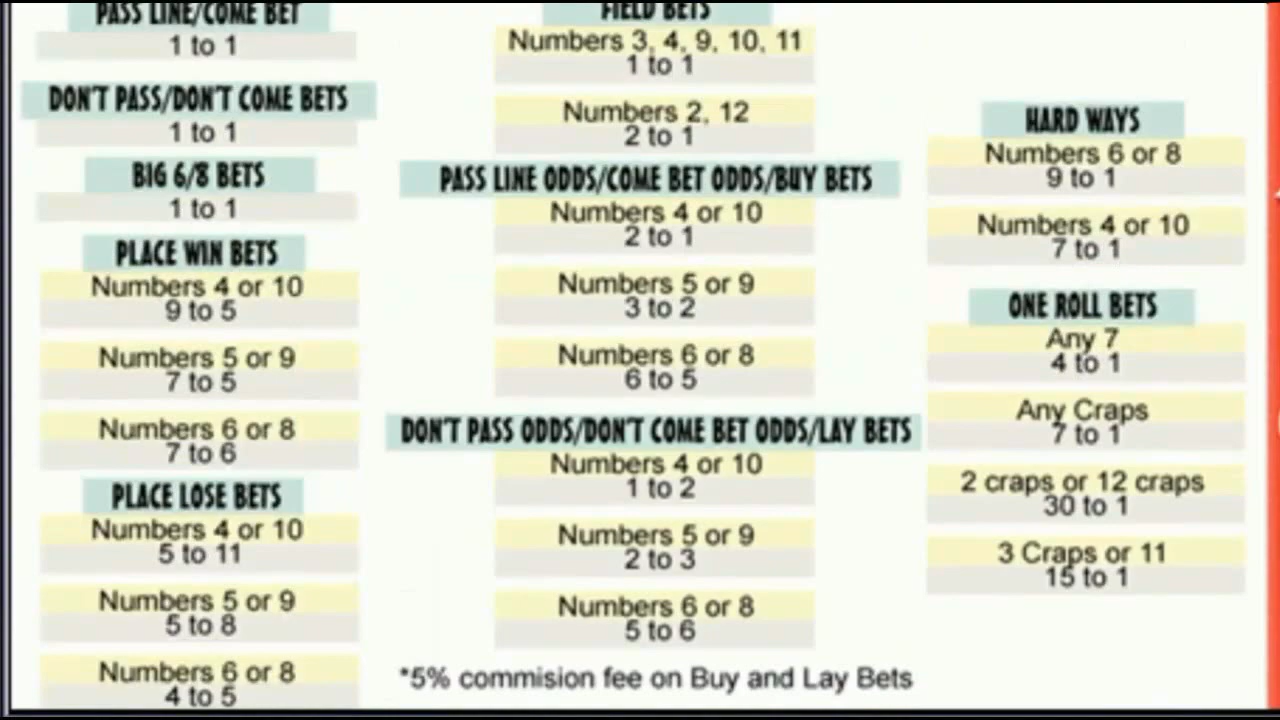 PASS LINE/COME BET
1 to 1
DON'T PASS/DON'T COME BETS
1 to 1
BIG 6/8 BETS
1 to 1
PLACE WIN BETS
Numbers 4 or 10
9 to 5
Numbers 5 or 9
7 to 5
Numbers 6 or 8
7 to 6
PLACE LOSE BETS
Numbers 4 or 10
5 to 11
Numbers 5 or 9
5 to 8
Numbers 6 or 8
4 to 5
FIELD BETS
Numbers 3, 4, 9, 10, 11
1 to 1
Numbers 2, 12
2 to 1
PASS LINE ODDS/COME BET ODDS/BUY BETS
Numbers 4 or 10
2 to 1
Numbers 5 or 9
3 to 2
Numbers 6 or 8
6 to 5
DON'T PASS ODDS/DON'T COME BET ODDS/LAY BETS
Numbers 4 or 10
1 to 2
Numbers 5 or 9
2 to 3
Numbers 6 or 8
5 to 6
*5% commision fee on Buy and Lay Bets
HARD WAYS
Numbers 6 or 8
9 to 1
Numbers 4 or 10
7 to 1
ONE ROLL BETS
Any 7
4 to 1
Any Craps
7 to 1
2 craps or 12 craps
30 to 1
3 Craps or 11
15 to 1